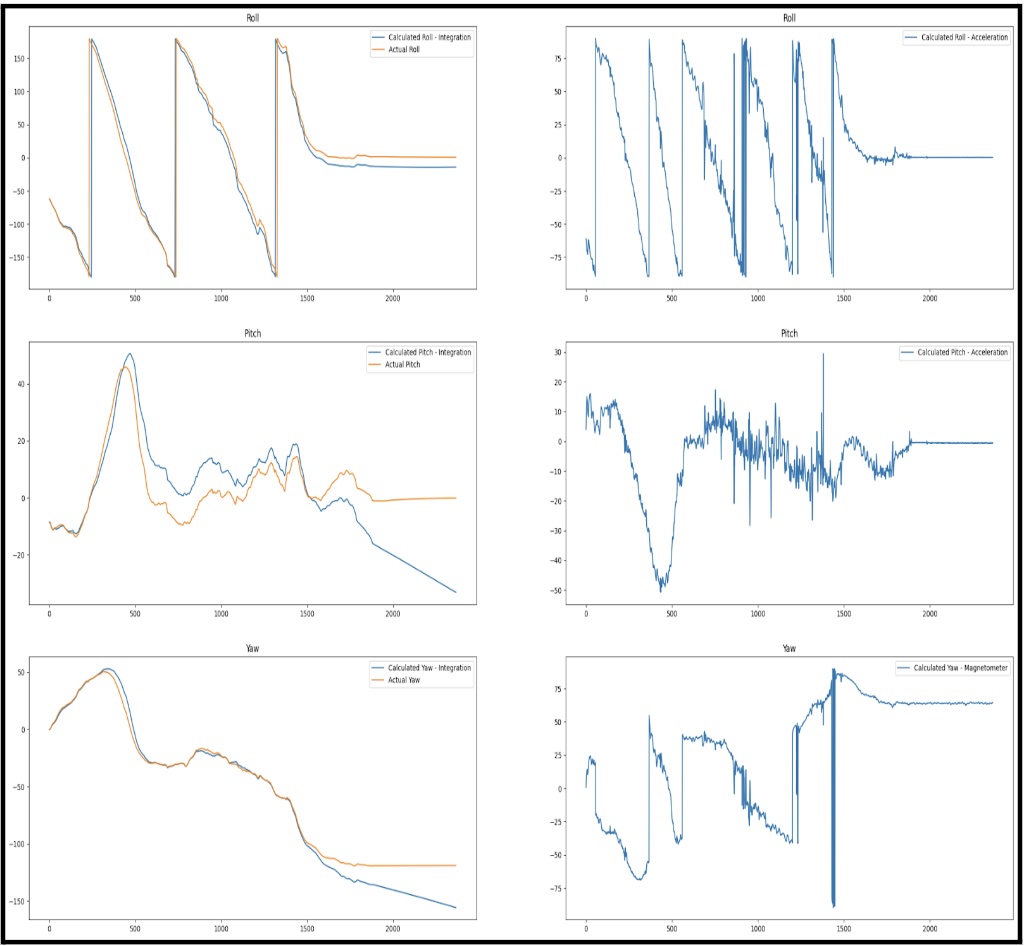 Roll
Calculated Roll - Integration
Actual Roll
150
100
50
0
−50
−100
−150
0 500 1000 1500 2000
Roll
Calculated Roll - Acceleration
75
50
25
0
−25
−50
−75
0 500 1000 1500 2000
Pitch
Calculated Pitch - Integration
Actual Pitch
40
20
0
−20
0 500 1000 1500 2000
Pitch
Calculated Pitch - Acceleration
30
20
10
0
−10
−20
−30
−40
−50
0 500 1000 1500 2000
Yaw
Calculated Yaw - Integration
Actual Yaw
50
0
−50
−100
−150
0 500 1000 1500 2000
Yaw
Calculated Yaw - Magnetometer
75
50
25
0
−25
−50
−75
0 500 1000 1500 2000